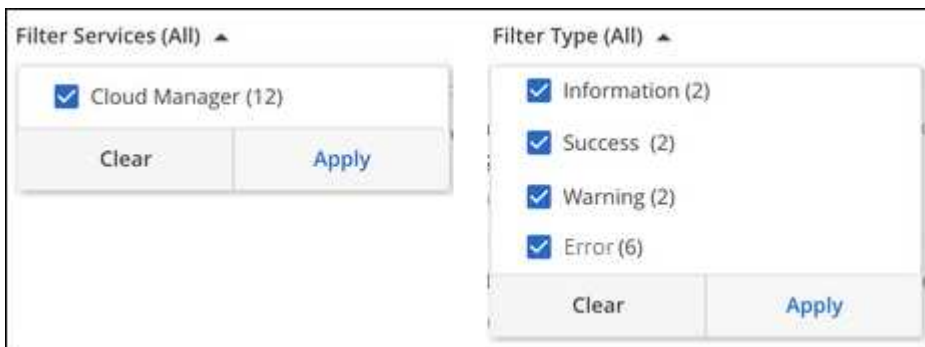 Filter Services (All)
Cloud Manager (12)
Clear Apply
Filter Type (All)
Information (2)
Success (2)
Warning (2)
Error (6)
Clear Apply